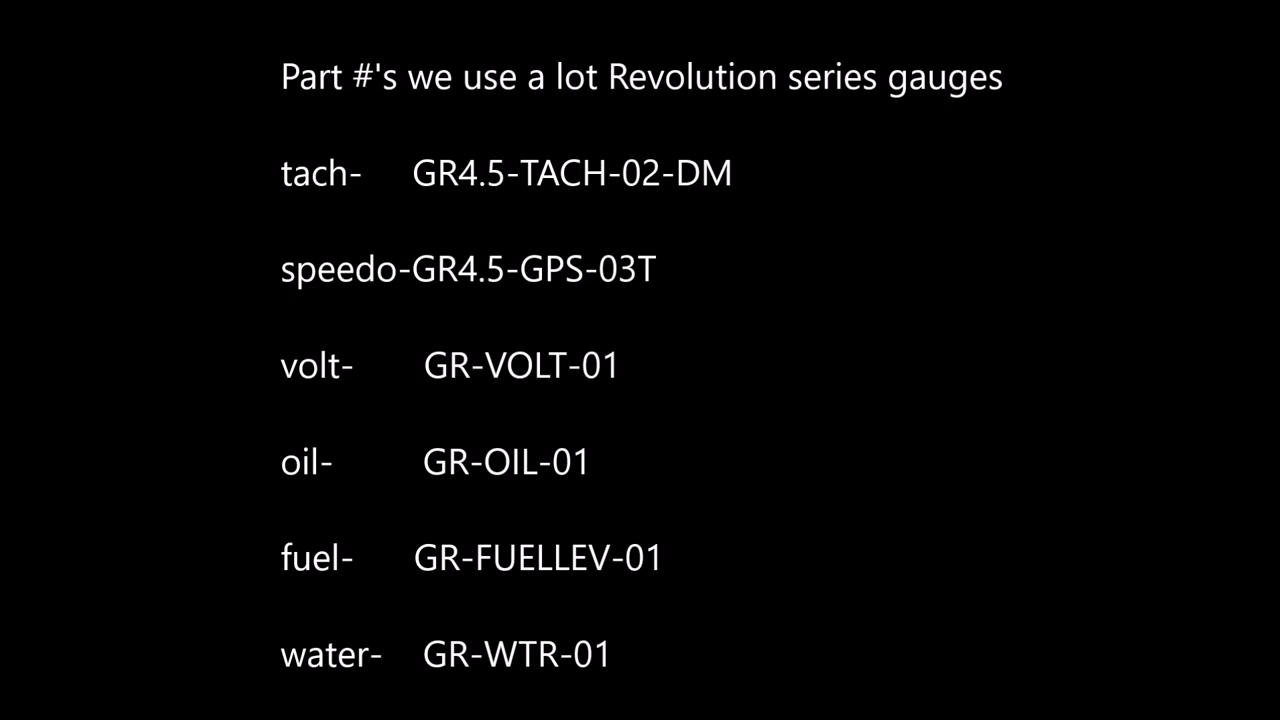 Part #'s we use a lot Revolution series gauges
tach- GR4.5-TACH-02-DM
speedo-GR4.5-GPS-03T
volt- GR-VOLT-01
oil- GR-OIL-01
fuel- GR-FUELLEV-01
water- GR-WTR-01